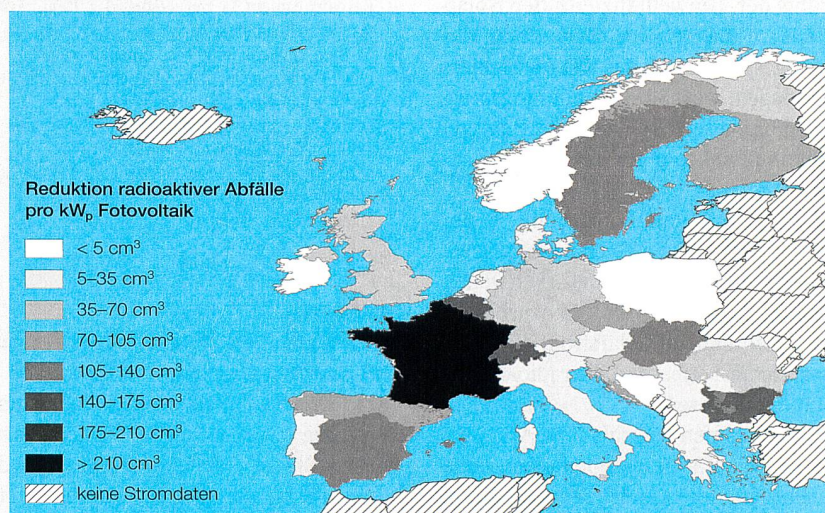 Reduktion radioaktiver Abfälle
pro kWₚ Fotovoltaik
< 5 cm³
5–35 cm³
35–70 cm³
70–105 cm³
105–140 cm³
140–175 cm³
175–210 cm³
> 210 cm³
keine Stromdaten